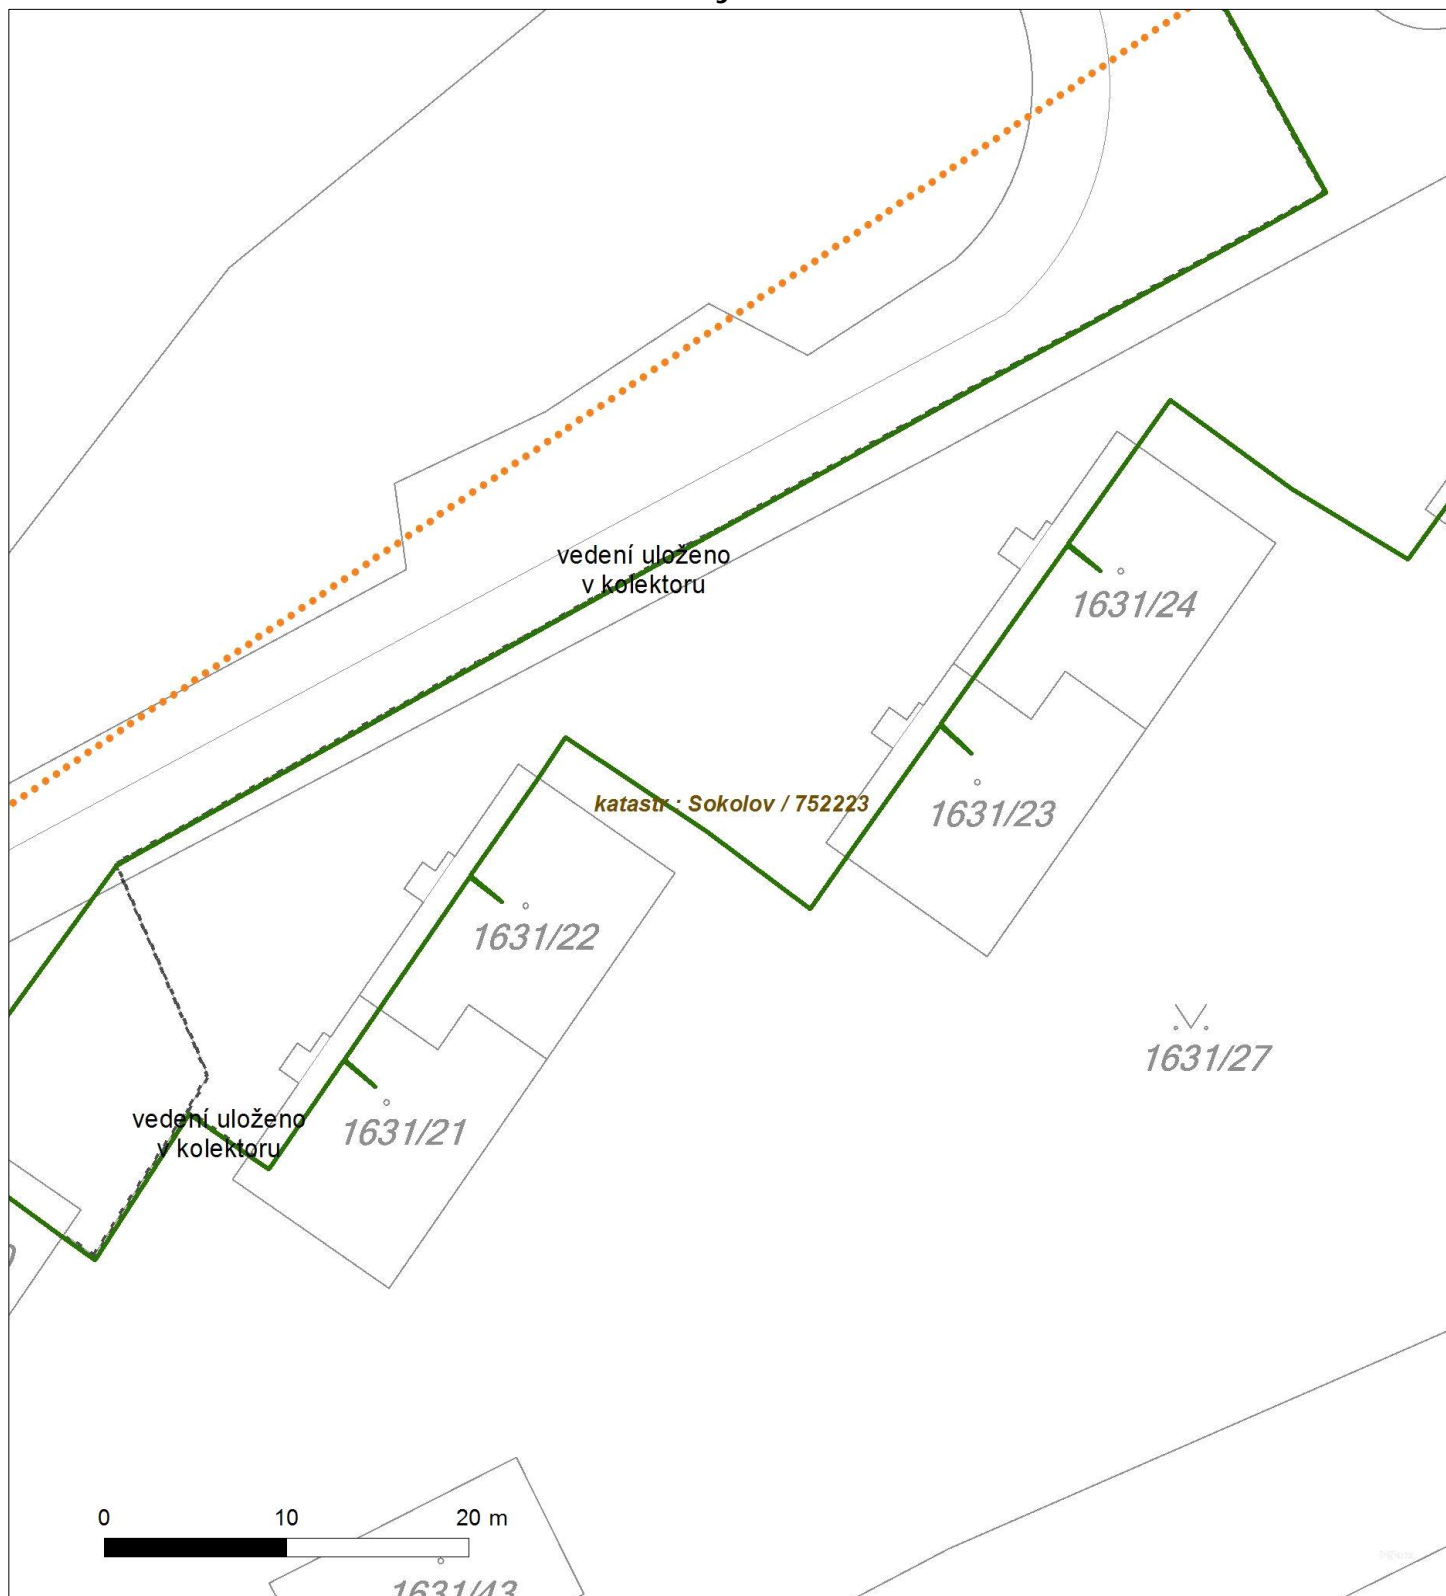 vedení uloženo
v kolektoru
1631/24
katastr : Sokolov / 752223
1631/23
1631/22
1631/27
vedení uloženo
v kolektoru
1631/21
0 10 20 m
1631/43